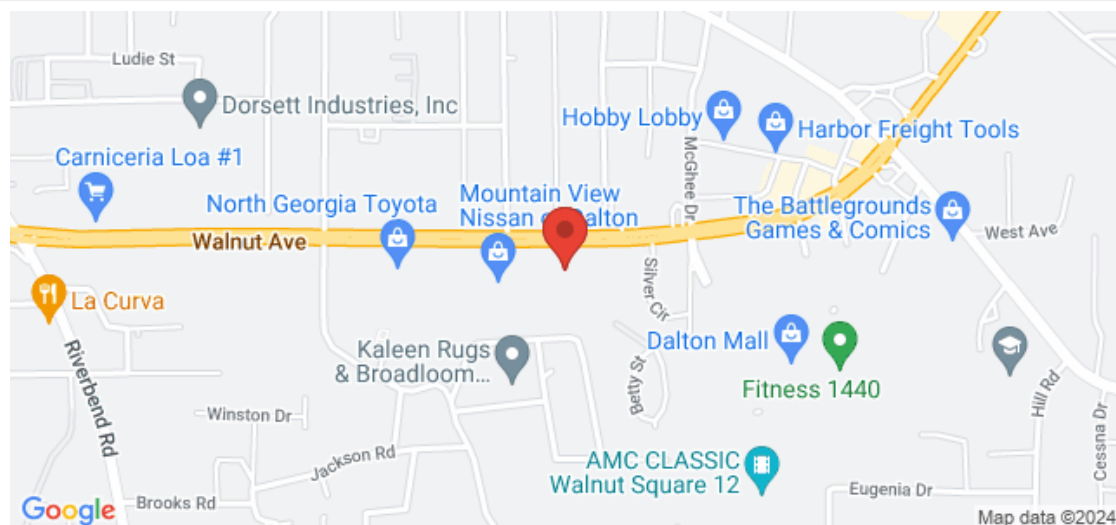 Ludie St
Dorsett Industries, Inc
Hobby Lobby
Harbor Freight Tools
McGhee Dr
Carniceria Loa #1
North Georgia Toyota
Mountain View
Nissan of Dalton
The Battlegrounds
Games & Comics
West Ave
Walnut Ave
Silver Cir
La Curva
Riverbend Rd
Kaleen Rugs
& Broadloom...
Betty St
Dalton Mall
Fitness 1440
Hill Rd
Cessna Dr
Winston Dr
Jackson Rd
AMC CLASSIC
Walnut Square 12
Eugenia Dr
Brooks Rd
Google
Map data ©2024